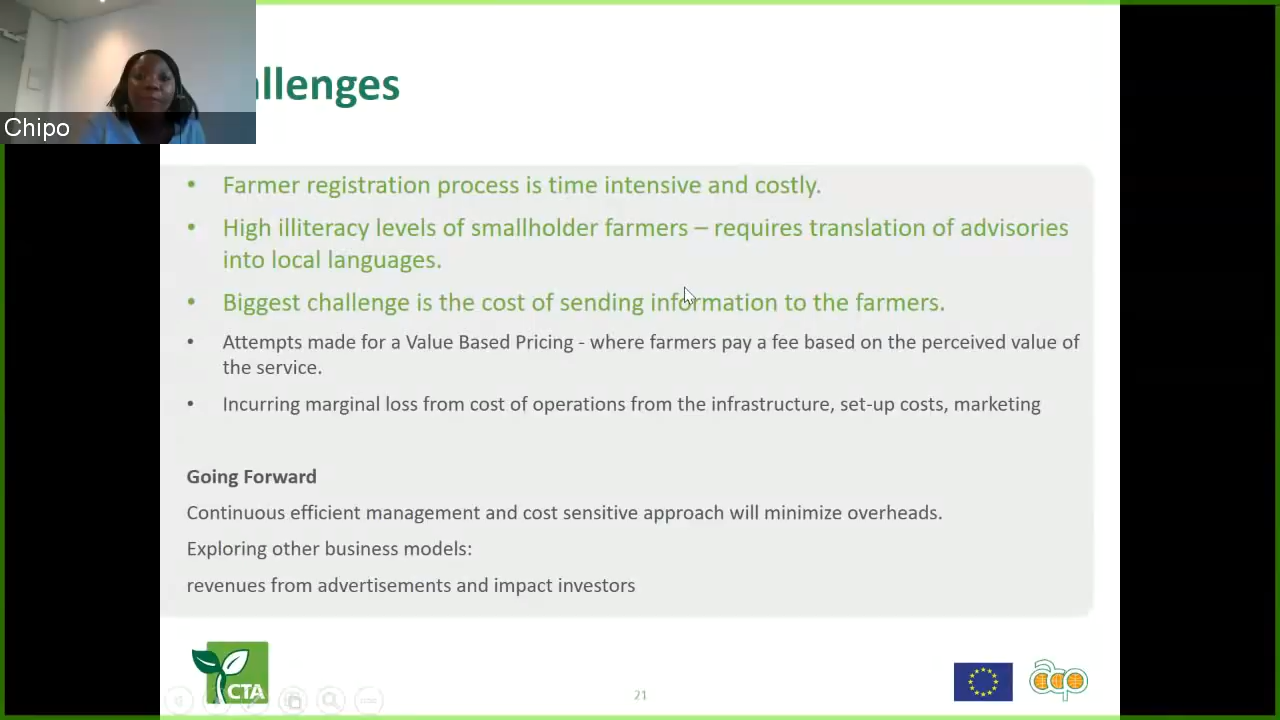 allenges
Chipo
• Farmer registration process is time intensive and costly.
• High illiteracy levels of smallholder farmers – requires translation of advisories
into local languages.
• Biggest challenge is the cost of sending information to the farmers.
• Attempts made for a Value Based Pricing - where farmers pay a fee based on the perceived value of
the service.
• Incurring marginal loss from cost of operations from the infrastructure, set-up costs, marketing
Going Forward
Continuous efficient management and cost sensitive approach will minimize overheads.
Exploring other business models:
revenues from advertisements and impact investors
CTA
21
acp